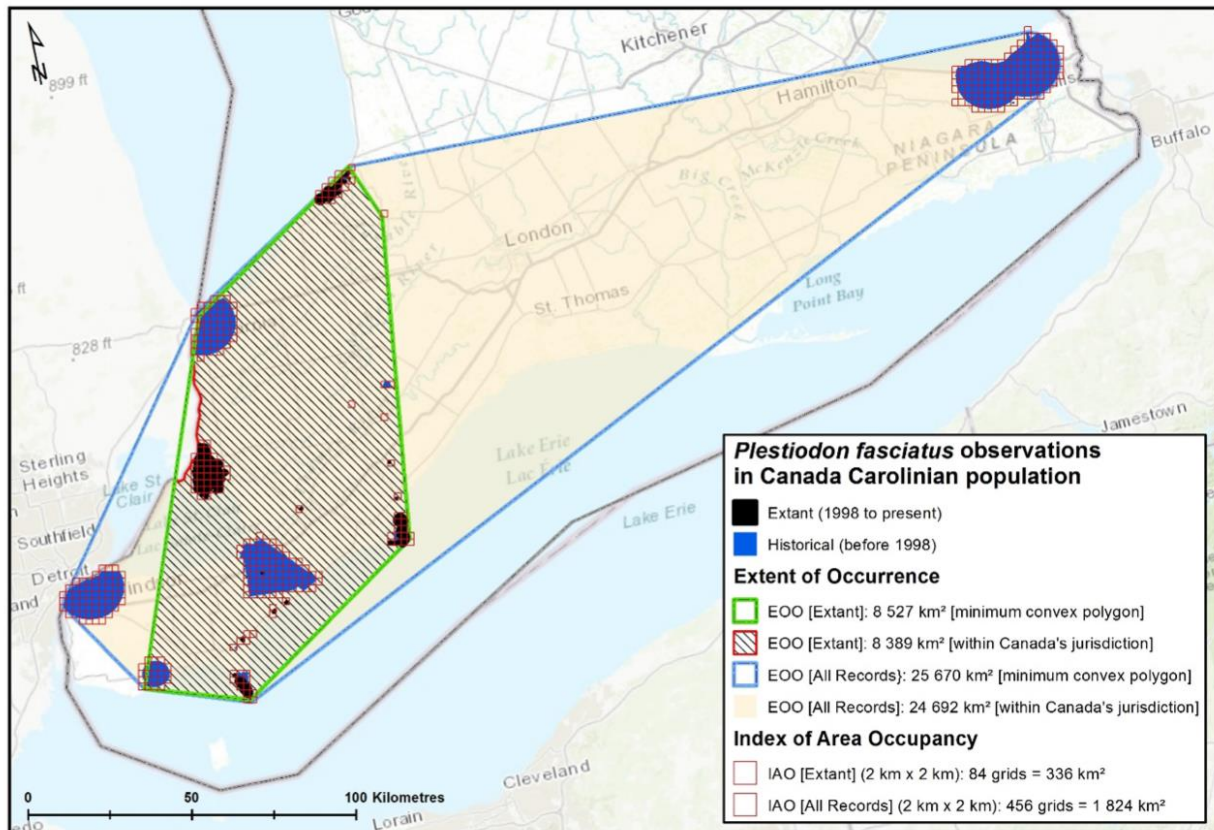 Kitchener
899 ft
Hamilton
NIAGARA
PENINSULA
McKenzie Creek
Big Creek
Buffalo
London
St. Thomas
Long
Point Bay
828 ft
Sterling
Heights
Lake St
Clair
Southfield
Detroit
Lake Erie
Lac Erie
Lake Erie
Jamestown
Cleveland
Lorain
0 50 100 Kilometres
Plestiodon fasciatus observations
in Canada Carolinian population
Extant (1998 to present)
Historical (before 1998)
Extent of Occurrence
EOO [Extant]: 8 527 km² [minimum convex polygon]
EOO [Extant]: 8 389 km² [within Canada's jurisdiction]
EOO [All Records}: 25 670 km² [minimum convex polygon]
EOO [All Records]: 24 692 km² [within Canada's jurisdiction]
Index of Area Occupancy
IAO [Extant] (2 km x 2 km): 84 grids = 336 km²
IAO [All Records] (2 km x 2 km): 456 grids = 1 824 km²